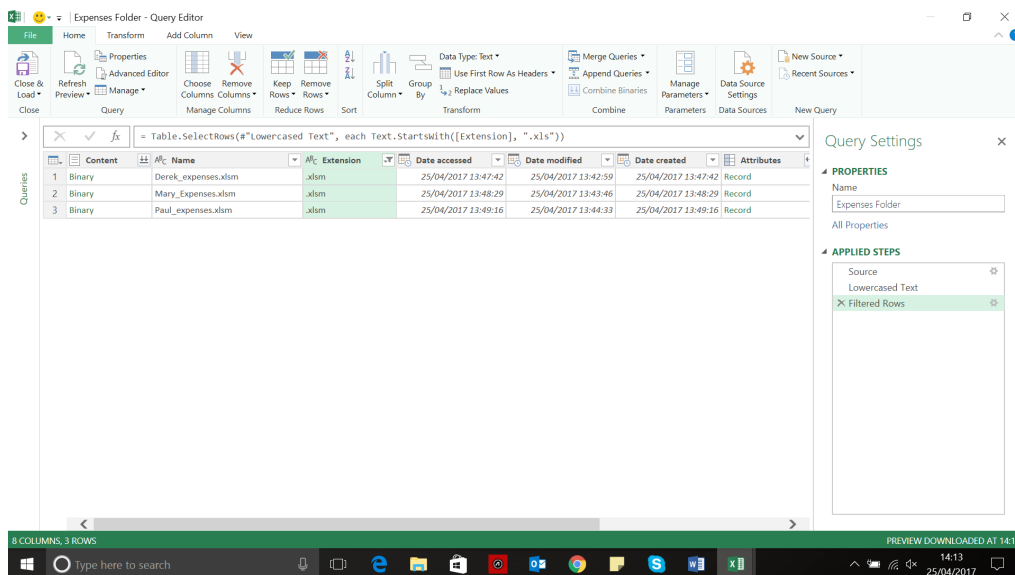 Expenses Folder - Query Editor
File Home Transform Add Column View
Close & Load
Close
Refresh Preview
Properties
Advanced Editor
Manage
Query
Choose Columns
Remove Columns
Manage Columns
Keep Rows
Remove Rows
Reduce Rows
Sort
Split Column
Group By
Data Type: Text
Use First Row As Headers
Replace Values
Transform
Merge Queries
Append Queries
Combine Binaries
Combine
Manage Parameters
Parameters
Data Source Settings
Data Sources
New Source
Recent Sources
New Query
fx = Table.SelectRows(#"Lowercased Text", each Text.StartsWith([Extension], ".xls"))
Queries
Content Name Extension Date accessed Date modified Date created Attributes
1 Binary Derek_expenses.xlsm .xlsm 25/04/2017 13:47:42 25/04/2017 13:42:59 25/04/2017 13:47:42 Record
2 Binary Mary_Expenses.xlsm .xlsm 25/04/2017 13:48:29 25/04/2017 13:43:46 25/04/2017 13:48:29 Record
3 Binary Paul_expenses.xlsm .xlsm 25/04/2017 13:49:16 25/04/2017 13:44:33 25/04/2017 13:49:16 Record
Query Settings
PROPERTIES
Name
Expenses Folder
All Properties
APPLIED STEPS
Source
Lowercased Text
Filtered Rows
8 COLUMNS, 3 ROWS
PREVIEW DOWNLOADED AT 14:1
Type here to search
14:13
25/04/2017